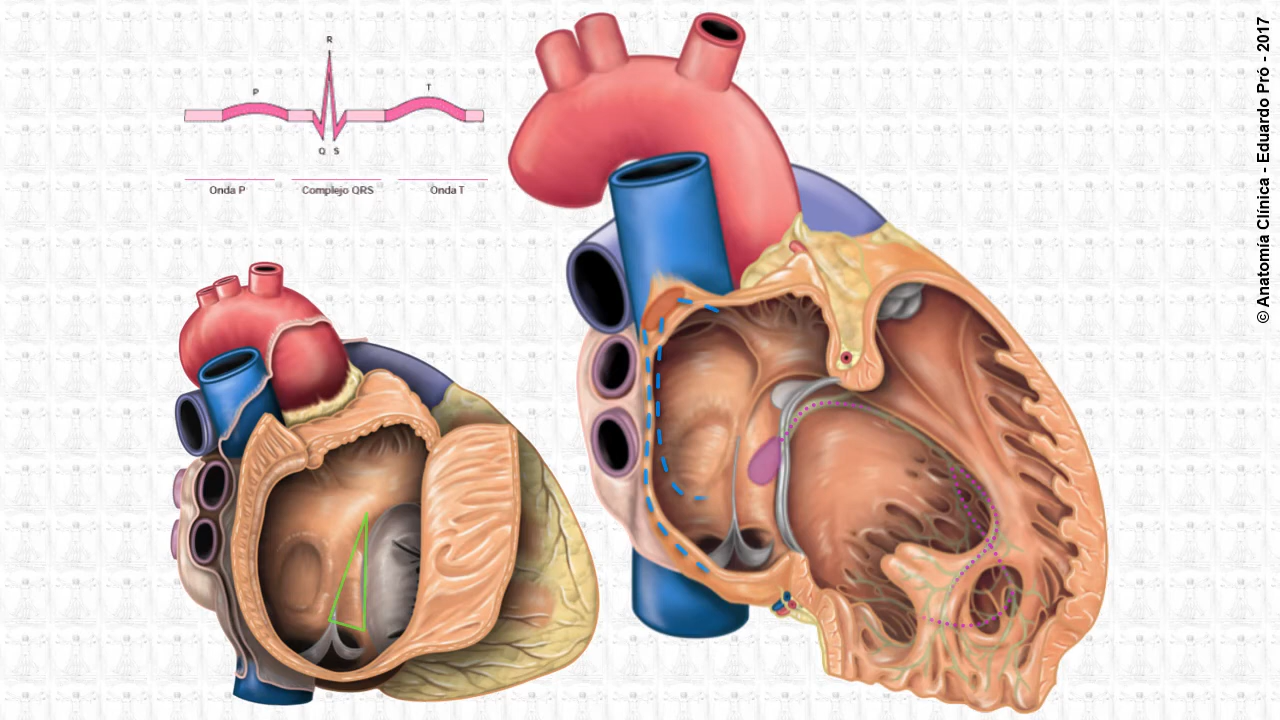 R
P
T
Q S
Onda P
Complejo QRS
Onda T
© Anatomía Clínica - Eduardo Pró - 2017